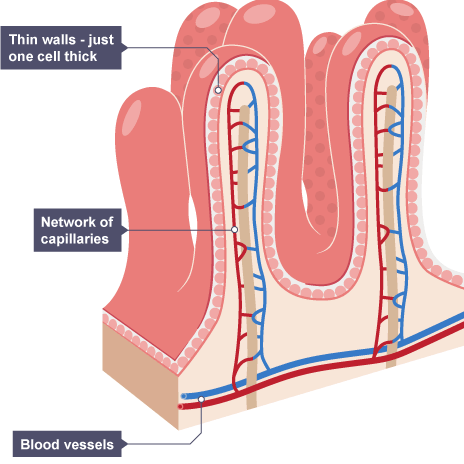 Thin walls - just
one cell thick
Network of
capillaries
Blood vessels